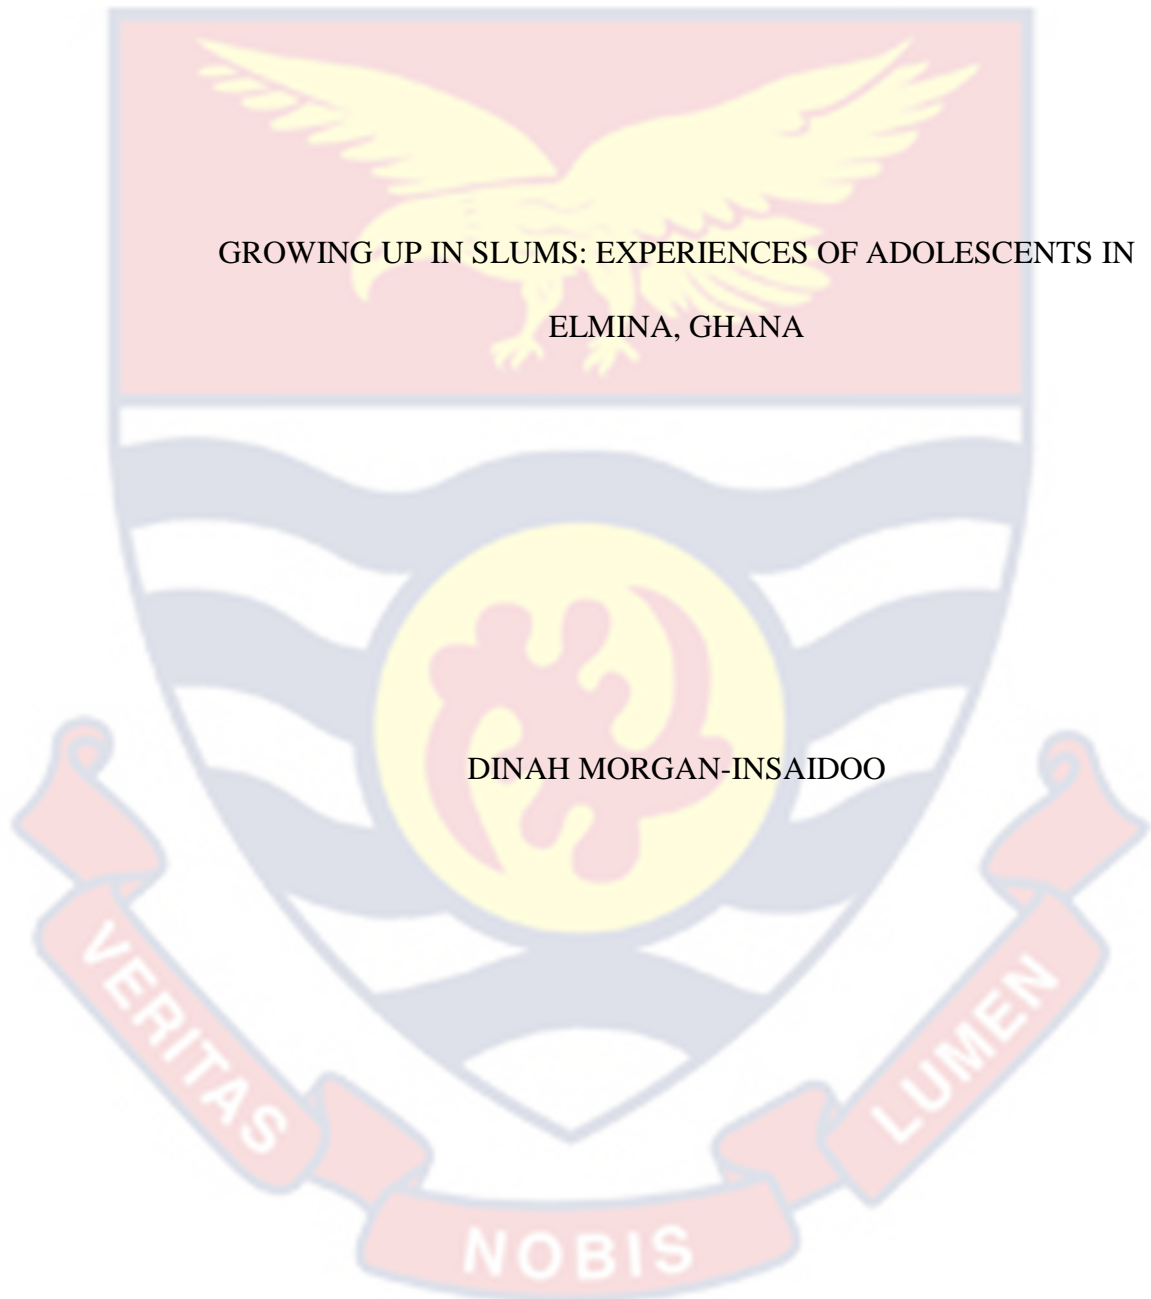 GROWING UP IN SLUMS: EXPERIENCES OF ADOLESCENTS IN
ELMINA, GHANA
DINAH MORGAN-INSAIDOO
VERITAS
NOBIS
LUMEN